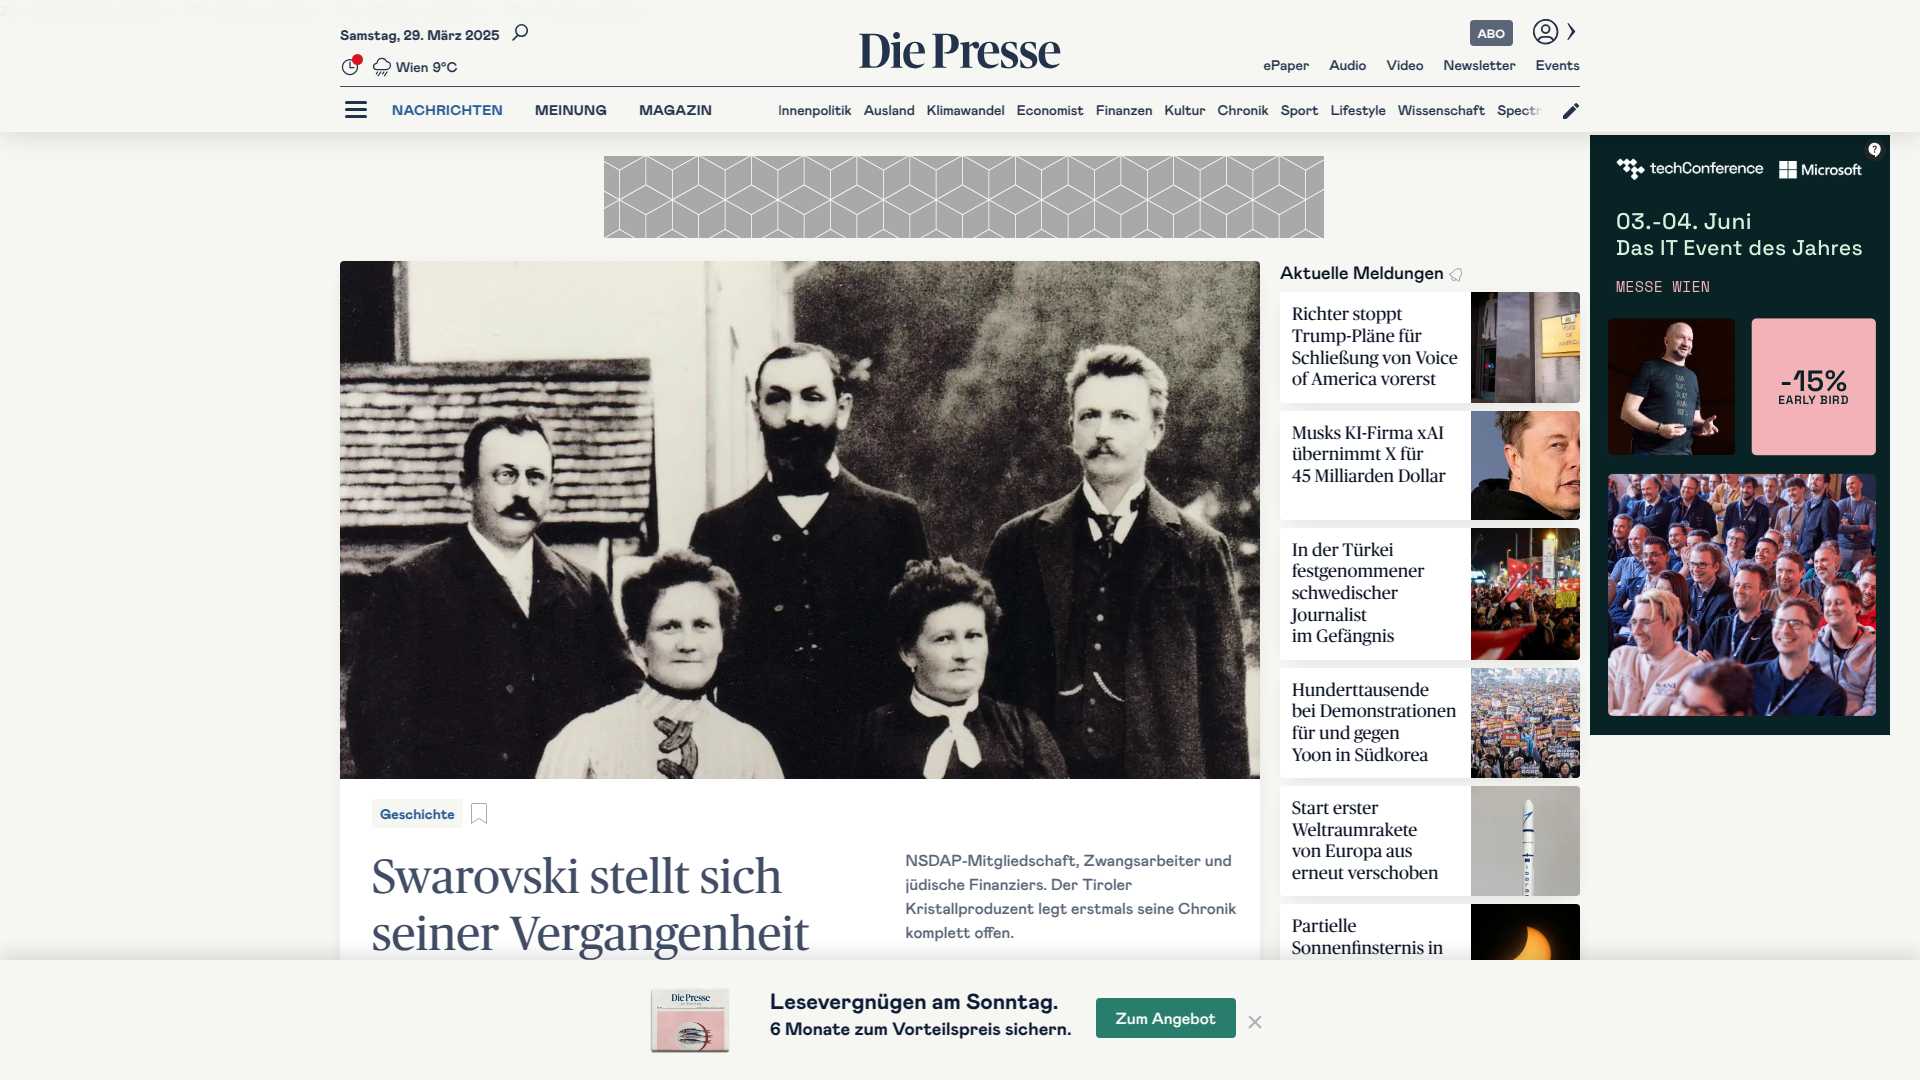 Samstag, 29. März 2025
Die Presse
ABO
Wien 9°C
ePaper Audio Video Newsletter Events
NACHRICHTEN MEINUNG MAGAZIN Innenpolitik Ausland Klimawandel Economist Finanzen Kultur Chronik Sport Lifestyle Wissenschaft Spectr
techConference Microsoft
03.-04. Juni
Das IT Event des Jahres
MESSE WIEN
-15%
EARLY BIRD
Aktuelle Meldungen
Richter stoppt
Trump-Pläne für
Schließung von Voice
of America vorerst
Musks KI-Firma xAI
übernimmt X für
45 Milliarden Dollar
In der Türkei
festgenommener
schwedischer
Journalist
im Gefängnis
Hunderttausende
bei Demonstrationen
für und gegen
Yoon in Südkorea
Start erster
Weltraumrakete
von Europa aus
erneut verschoben
Partielle
Sonnenfinsternis in
Geschichte
Swarovski stellt sich
seiner Vergangenheit
NSDAP-Mitgliedschaft, Zwangsarbeiter und
jüdische Finanziers. Der Tiroler
Kristallproduzent legt erstmals seine Chronik
komplett offen.
Die Presse
Lesevergnügen am Sonntag.
6 Monate zum Vorteilspreis sichern.
Zum Angebot